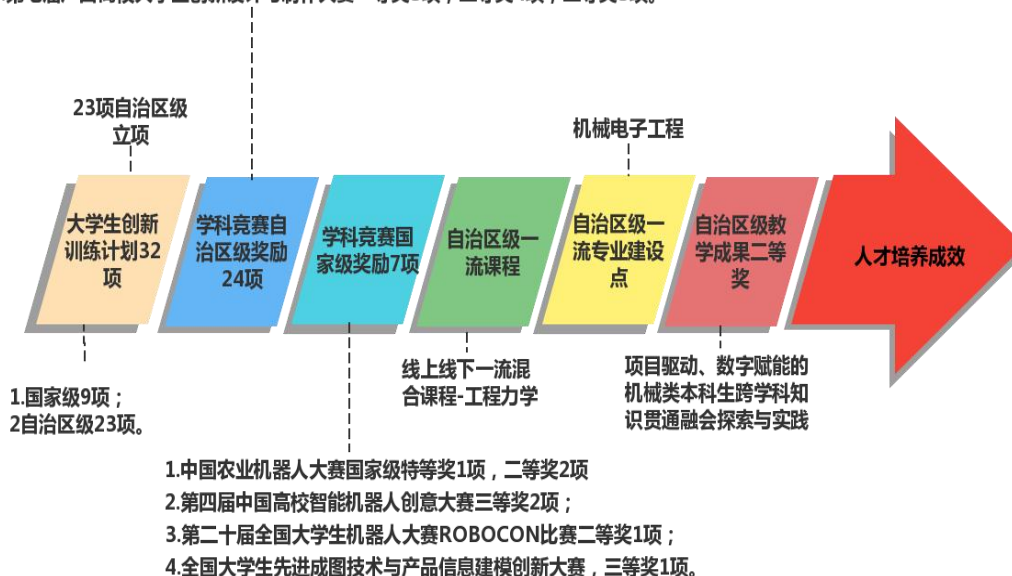 23项自治区级
立项
机械电子工程
大学生创新
训练计划32
项
学科竞赛自
治区级奖励
24项
学科竞赛国
家级奖励7项
自治区级一
流课程
自治区级一
流专业建设
点
自治区级教
学成果二等
奖
人才培养成效
1.国家级9项；
2自治区级23项。
线上线下一流混
合课程-工程力学
项目驱动、数字赋能的
机械类本科生跨学科知
识贯通融会探索与实践
1.中国农业机器人大赛国家级特等奖1项，二等奖2项
2.第四届中国高校智能机器人创意大赛三等奖2项；
3.第二十届全国大学生机器人大赛ROBOCON比赛二等奖1项；
4.全国大学生先进成图技术与产品信息建模创新大赛，三等奖1项。